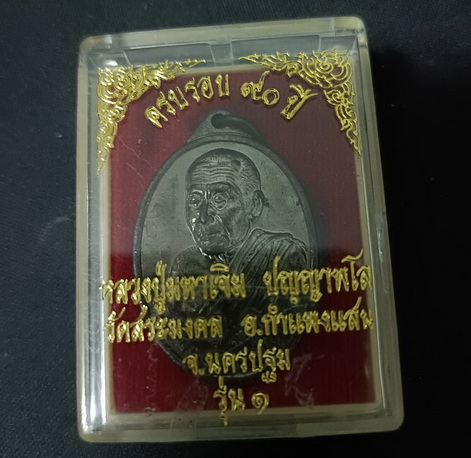 ครบรอบ ๙๐ ปี
หลวงปู่มหาเจิม ปญฺญาพโล
วัดสระมงคล อ.กำแพงแสน
จ.นครปฐม
รุ่น ๑